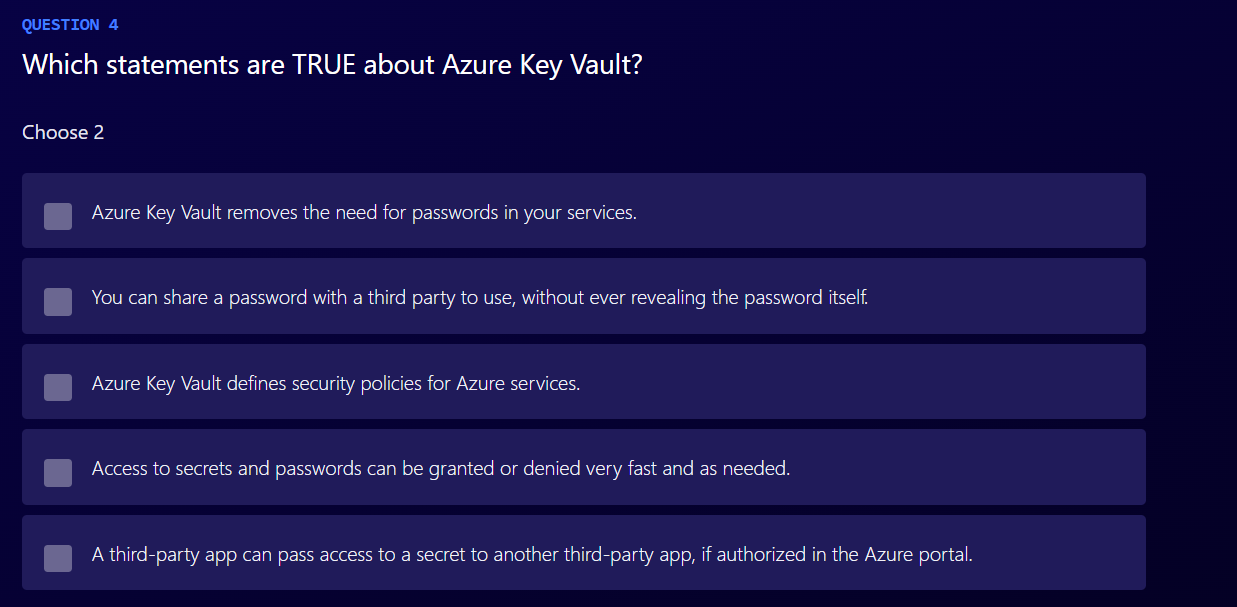 QUESTION 4
Which statements are TRUE about Azure Key Vault?
Choose 2
Azure Key Vault removes the need for passwords in your services.
You can share a password with a third party to use, without ever revealing the password itself.
Azure Key Vault defines security policies for Azure services.
Access to secrets and passwords can be granted or denied very fast and as needed.
A third-party app can pass access to a secret to another third-party app, if authorized in the Azure portal.